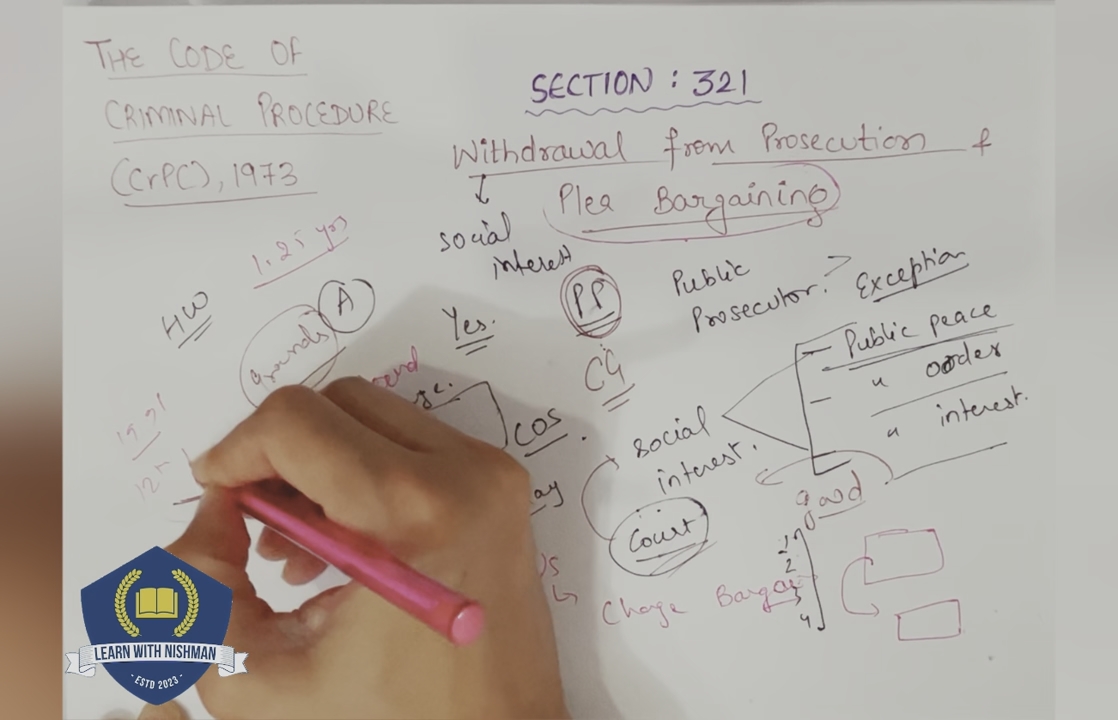 THE CODE OF
CRIMINAL PROCEDURE
(CrPC), 1973
SECTION : 321
Withdrawal from Prosecution &
Plea Bargaining
social
interest
PP
CG
Public
Prosecutor.
Exception
Public peace
" order
" interest.
good
social
interest.
Court
1.25 yrs
HW
grounds
A
Yes.
COS.
Charge Bargai
1
2
4
LEARN WITH NISHMAN
· ESTD 2023 ·